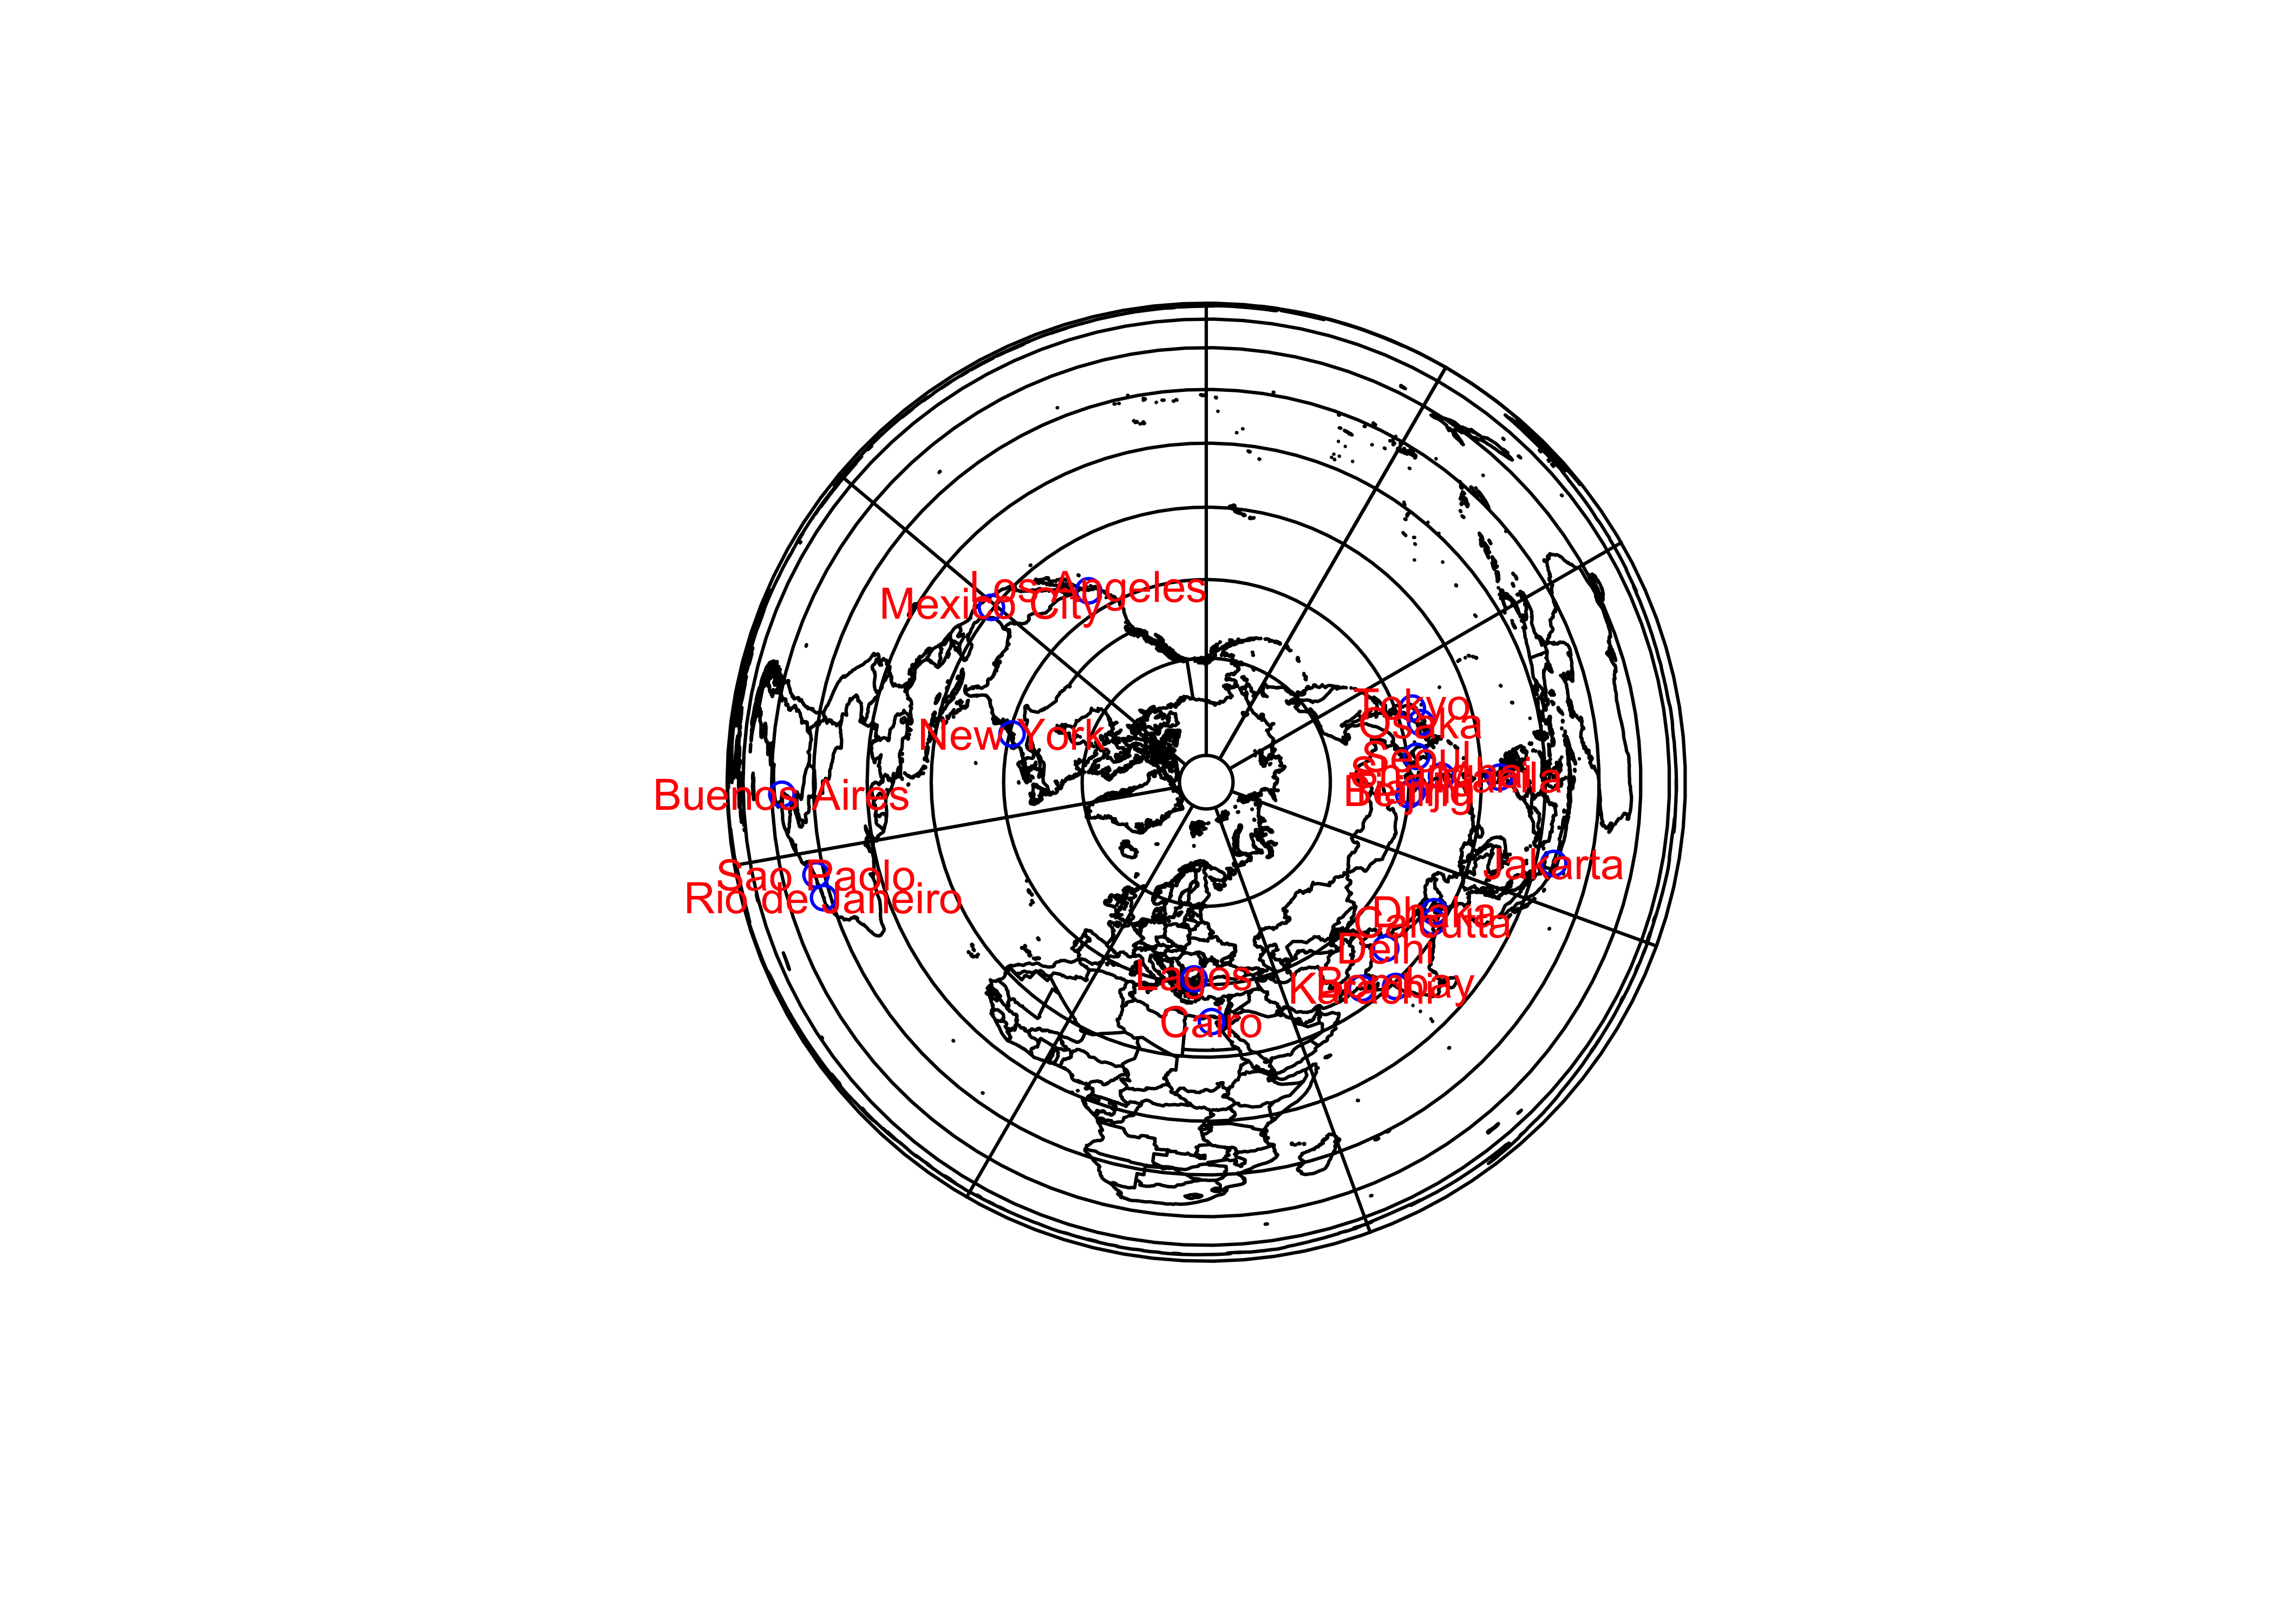 Los Angeles
Mexico City
Tokyo
Osaka
New York
Seoul
Shanghai
Manila
Beijing
Buenos Aires
Jakarta
Sao Paolo
Rio de Janeiro
Dhaka
Calcutta
Delhi
Lagos
Karachi
Bombay
Cairo